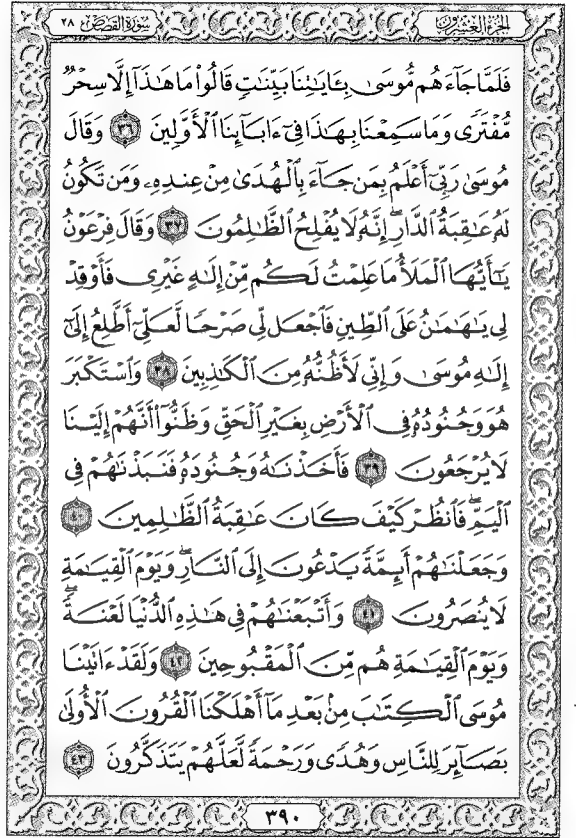 الجزء العشرون سورة القصص ٢٨
فَلَمَّا جَآءَهُم مُّوسَىٰ بِـَٔايَٰتِنَا بَيِّنَٰتٍ قَالُوا۟ مَا هَٰذَآ إِلَّا سِحْرٌ
مُّفْتَرًى وَمَا سَمِعْنَا بِهَٰذَا فِىٓ ءَابَآئِنَا ٱلْأَوَّلِينَ ٣٦ وَقَالَ
مُوسَىٰ رَبِّىٓ أَعْلَمُ بِمَن جَآءَ بِٱلْهُدَىٰ مِنْ عِندِهِۦ وَمَن تَكُونُ
لَهُۥ عَٰقِبَةُ ٱلدَّارِ ۖ إِنَّهُۥ لَا يُفْلِحُ ٱلظَّٰلِمُونَ ٣٧ وَقَالَ فِرْعَوْنُ
يَٰٓأَيُّهَا ٱلْمَلَأُ مَا عَلِمْتُ لَكُم مِّنْ إِلَٰهٍ غَيْرِى فَأَوْقِدْ
لِى يَٰهَٰمَٰنُ عَلَى ٱلطِّينِ فَٱجْعَل لِّى صَرْحًا لَّعَلِّىٓ أَطَّلِعُ إِلَىٰٓ
إِلَٰهِ مُوسَىٰ وَإِنِّى لَأَظُنُّهُۥ مِنَ ٱلْكَٰذِبِينَ ٣٨ وَٱسْتَكْبَرَ
هُوَ وَجُنُودُهُۥ فِى ٱلْأَرْضِ بِغَيْرِ ٱلْحَقِّ وَظَنُّوٓا۟ أَنَّهُمْ إِلَيْنَا
لَا يُرْجَعُونَ ٣٩ فَأَخَذْنَٰهُ وَجُنُودَهُۥ فَنَبَذْنَٰهُمْ فِى
ٱلْيَمِّ ۖ فَٱنظُرْ كَيْفَ كَانَ عَٰقِبَةُ ٱلظَّٰلِمِينَ ٤٠
وَجَعَلْنَٰهُمْ أَئِمَّةً يَدْعُونَ إِلَى ٱلنَّارِ ۖ وَيَوْمَ ٱلْقِيَٰمَةِ
لَا يُنصَرُونَ ٤١ وَأَتْبَعْنَٰهُمْ فِى هَٰذِهِ ٱلدُّنْيَا لَعْنَةً ۖ
وَيَوْمَ ٱلْقِيَٰمَةِ هُم مِّنَ ٱلْمَقْبُوحِينَ ٤٢ وَلَقَدْ ءَاتَيْنَا
مُوسَى ٱلْكِتَٰبَ مِنۢ بَعْدِ مَآ أَهْلَكْنَا ٱلْقُرُونَ ٱلْأُولَىٰ
بَصَآئِرَ لِلنَّاسِ وَهُدًى وَرَحْمَةً لَّعَلَّهُمْ يَتَذَكَّرُونَ ٤٣
٣٩٠